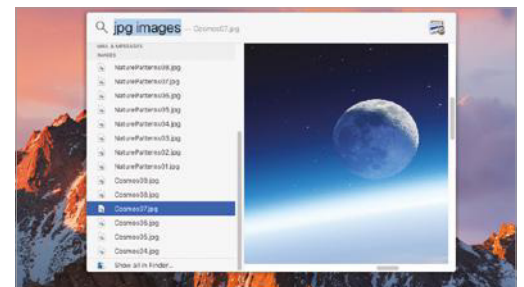 jpg images — Cosmos07.jpg
IMAGES
NaturePatterns08.jpg
NaturePatterns07.jpg
NaturePatterns06.jpg
NaturePatterns05.jpg
NaturePatterns04.jpg
NaturePatterns03.jpg
NaturePatterns02.jpg
NaturePatterns01.jpg
Cosmos09.jpg
Cosmos08.jpg
Cosmos07.jpg
Cosmos06.jpg
Cosmos05.jpg
Cosmos04.jpg
Show all in Finder...